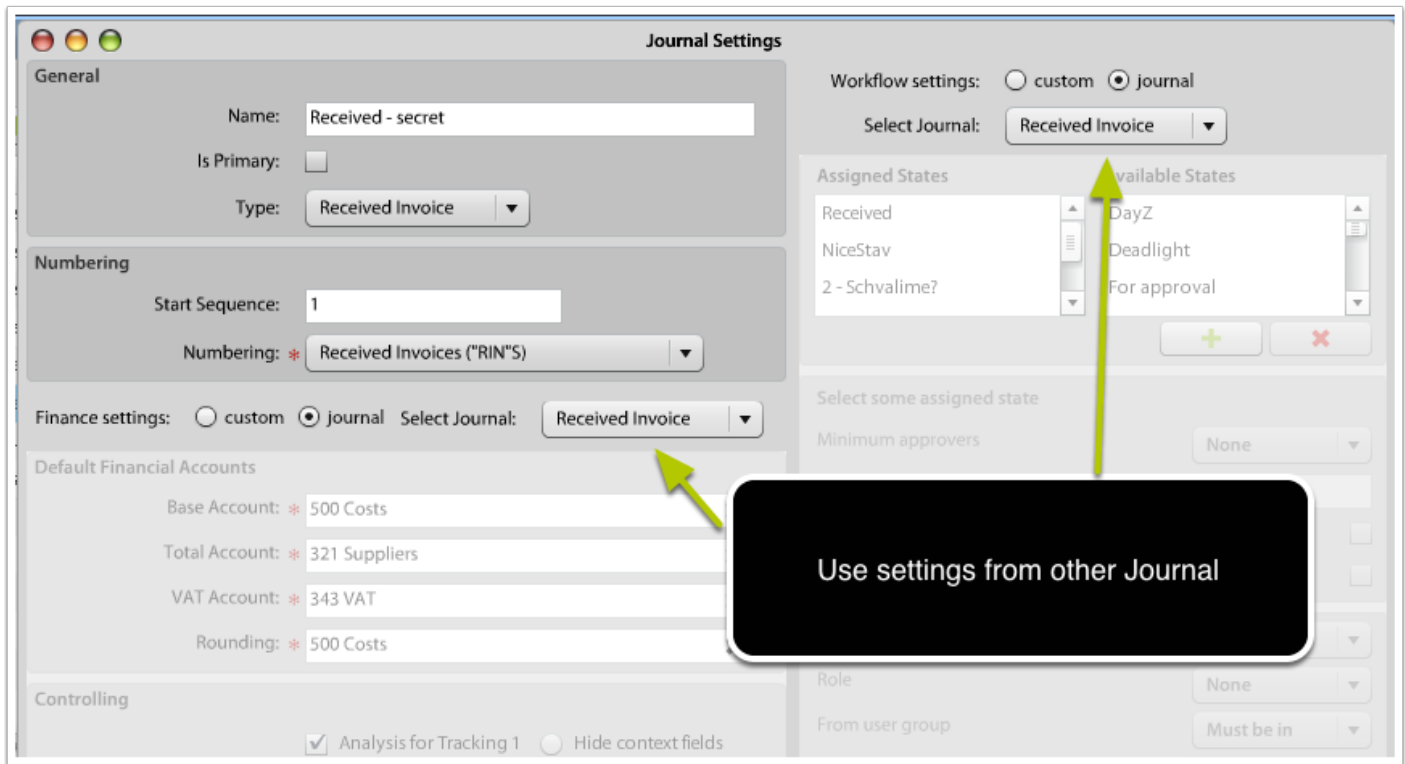 Journal Settings
General
Name: Received - secret
Is Primary:
Type: Received Invoice
Numbering
Start Sequence: 1
Numbering: * Received Invoices ("RIN"S)
Finance settings: custom journal Select Journal: Received Invoice
Default Financial Accounts
Base Account: * 500 Costs
Total Account: * 321 Suppliers
VAT Account: * 343 VAT
Rounding: * 500 Costs
Controlling
Analysis for Tracking 1 Hide context fields
Workflow settings: custom journal
Select Journal: Received Invoice
Assigned States
Received
NiceStav
2 - Schvalime?
States
DayZ
Deadlight
For approval
Select some assigned state
Minimum approvers None
Use settings from other Journal
Role None
From user group Must be in